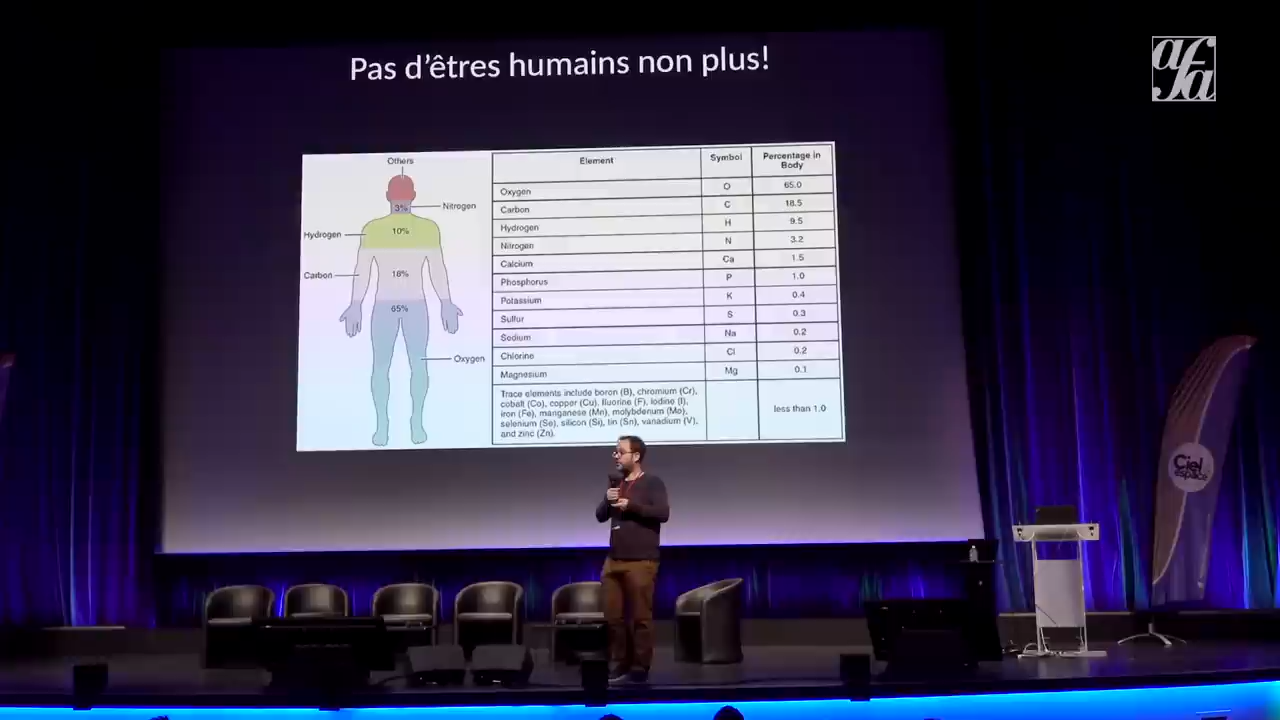 Pas d'êtres humains non plus!
afa
Others
3%
Nitrogen
Hydrogen
10%
Carbon
18%
65%
Oxygen
Element Symbol Percentage in Body
Oxygen O 65.0
Carbon C 18.5
Hydrogen H 9.5
Nitrogen N 3.2
Calcium Ca 1.5
Phosphorus P 1.0
Potassium K 0.4
Sulfur S 0.3
Sodium Na 0.2
Chlorine Cl 0.2
Magnesium Mg 0.1
Trace elements include boron (B), chromium (Cr),
cobalt (Co), copper (Cu), fluorine (F), iodine (I),
iron (Fe), manganese (Mn), molybdenum (Mo),
selenium (Se), silicon (Si), tin (Sn), vanadium (V),
and zinc (Zn).
less than 1.0
Ciel
espace